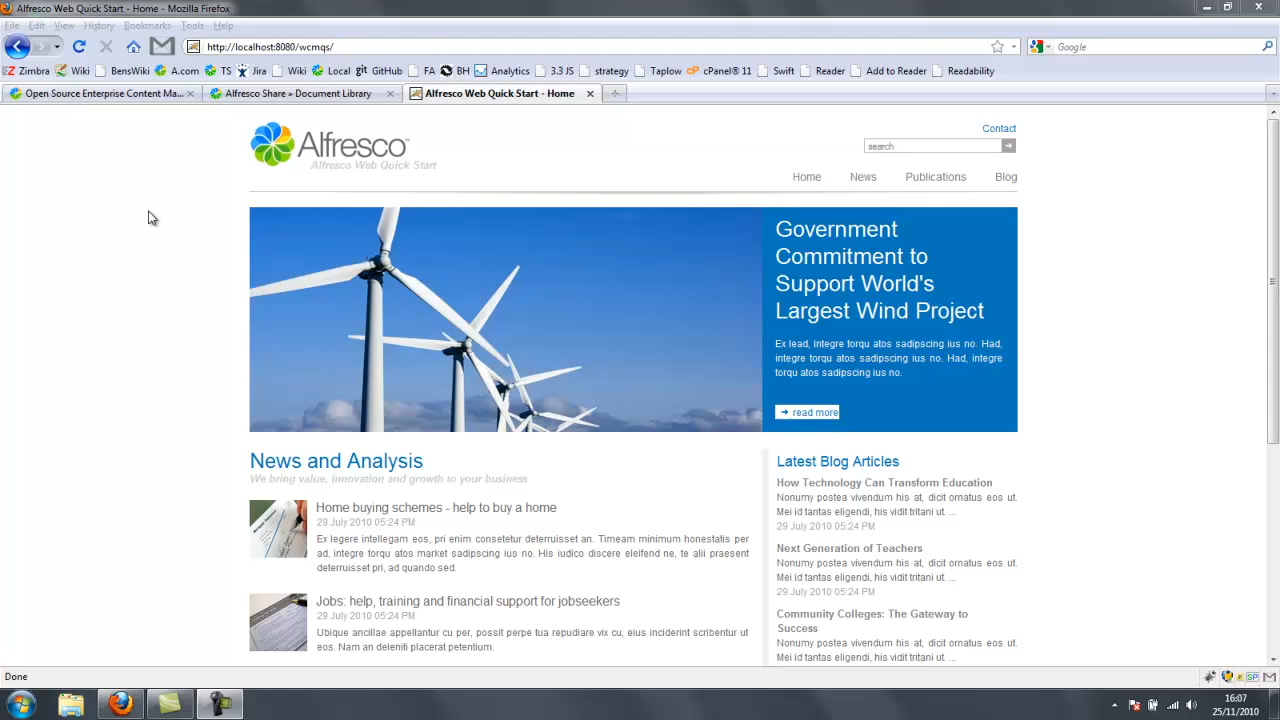 Alfresco Web Quick Start - Home - Mozilla Firefox
File Edit View History Bookmarks Tools Help
http://localhost:8080/wcmqs/
Google
Zimbra Wiki BensWiki A.com TS Jira Wiki Local git GitHub FA BH Analytics 3.3 JS strategy Taplow cP cPanel® 11 Swift Reader Add to Reader Readability
Open Source Enterprise Content Ma... Alfresco Share » Document Library Alfresco Web Quick Start - Home
Contact
Alfresco™
Alfresco Web Quick Start
search
Home News Publications Blog
Government
Commitment to
Support World's
Largest Wind Project
Ex lead, integre torqu atos sadipscing ius no. Had,
integre torqu atos sadipscing ius no. Had, integre
torqu atos sadipscing ius no.
read more
News and Analysis
We bring value, innovation and growth to your business
Home buying schemes - help to buy a home
29 July 2010 05:24 PM
Ex legere intellegam eos, pri enim consetetur deterruisset an. Timeam minimum honestatis per
ad, integre torqu atos market sadipscing ius no. His iudico discere eleifend ne, te alii praesent
deterruisset pri, ad quando sed.
Jobs: help, training and financial support for jobseekers
29 July 2010 05:24 PM
Ubique ancillae appellantur cu per, possit perpe tua repudiare vix cu, eius inciderint scribentur ut
eos. Nam an deleniti placerat petentium.
Latest Blog Articles
How Technology Can Transform Education
Nonumy postea vivendum his at, dicit ornatus eos ut.
Mei id tantas eligendi, his vidit tritani ut. ...
29 July 2010 05:24 PM
Next Generation of Teachers
Nonumy postea vivendum his at, dicit ornatus eos ut.
Mei id tantas eligendi, his vidit tritani ut. ...
29 July 2010 05:24 PM
Community Colleges: The Gateway to
Success
Nonumy postea vivendum his at, dicit ornatus eos ut.
Mei id tantas eligendi, his vidit tritani ut. ...
Done
SP
16:07
25/11/2010